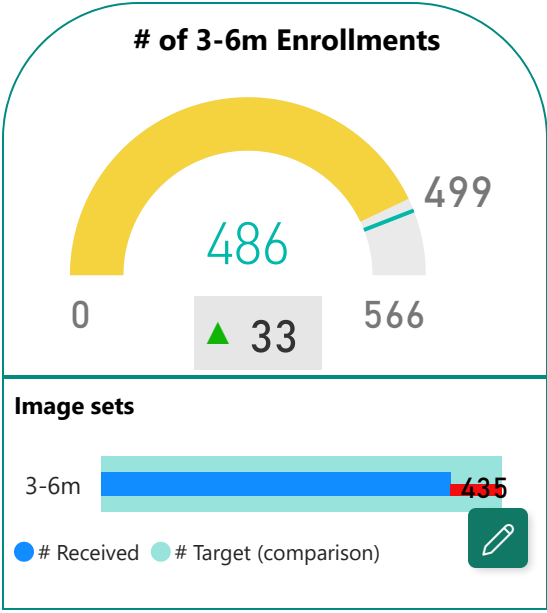 # of 3-6m Enrollments
499
486
0
566
▲ 33
Image sets
3-6m
435
# Received # Target (comparison)